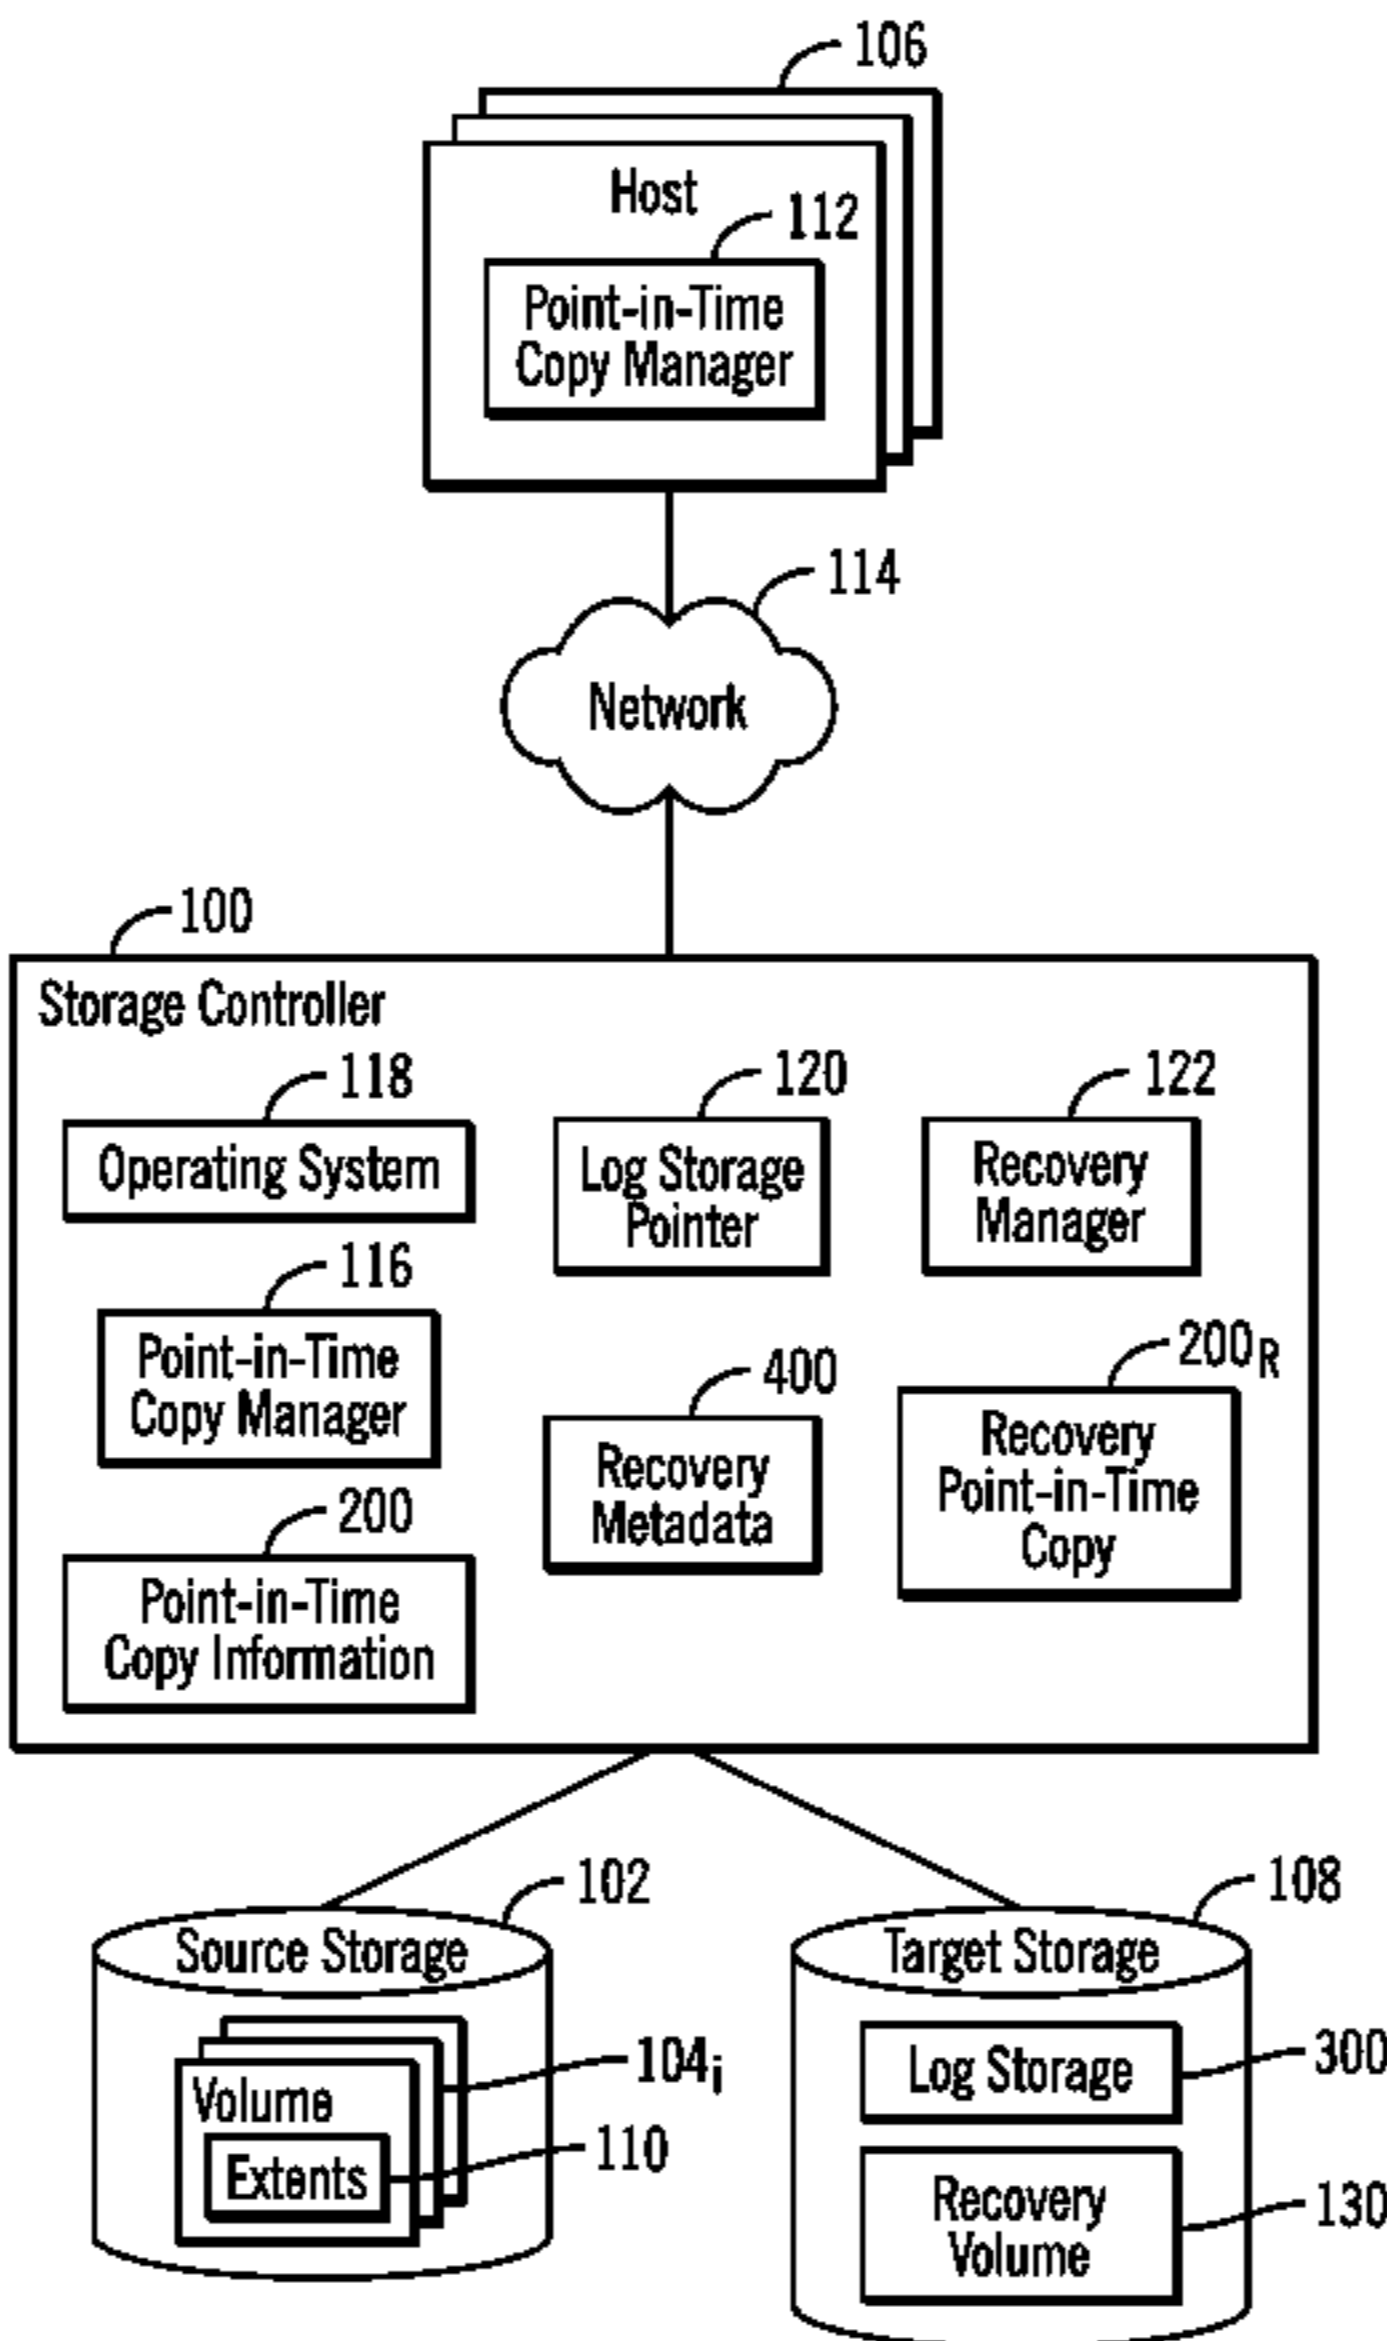 106
Host
112
Point-in-Time
Copy Manager
114
Network
100
Storage Controller
118
Operating System
120
Log Storage
Pointer
122
Recovery
Manager
116
Point-in-Time
Copy Manager
400
Recovery
Metadata
200R
Recovery
Point-in-Time
Copy
200
Point-in-Time
Copy Information
102
Source Storage
104i
Volume
110
Extents
108
Target Storage
Log Storage
300
Recovery
Volume
130